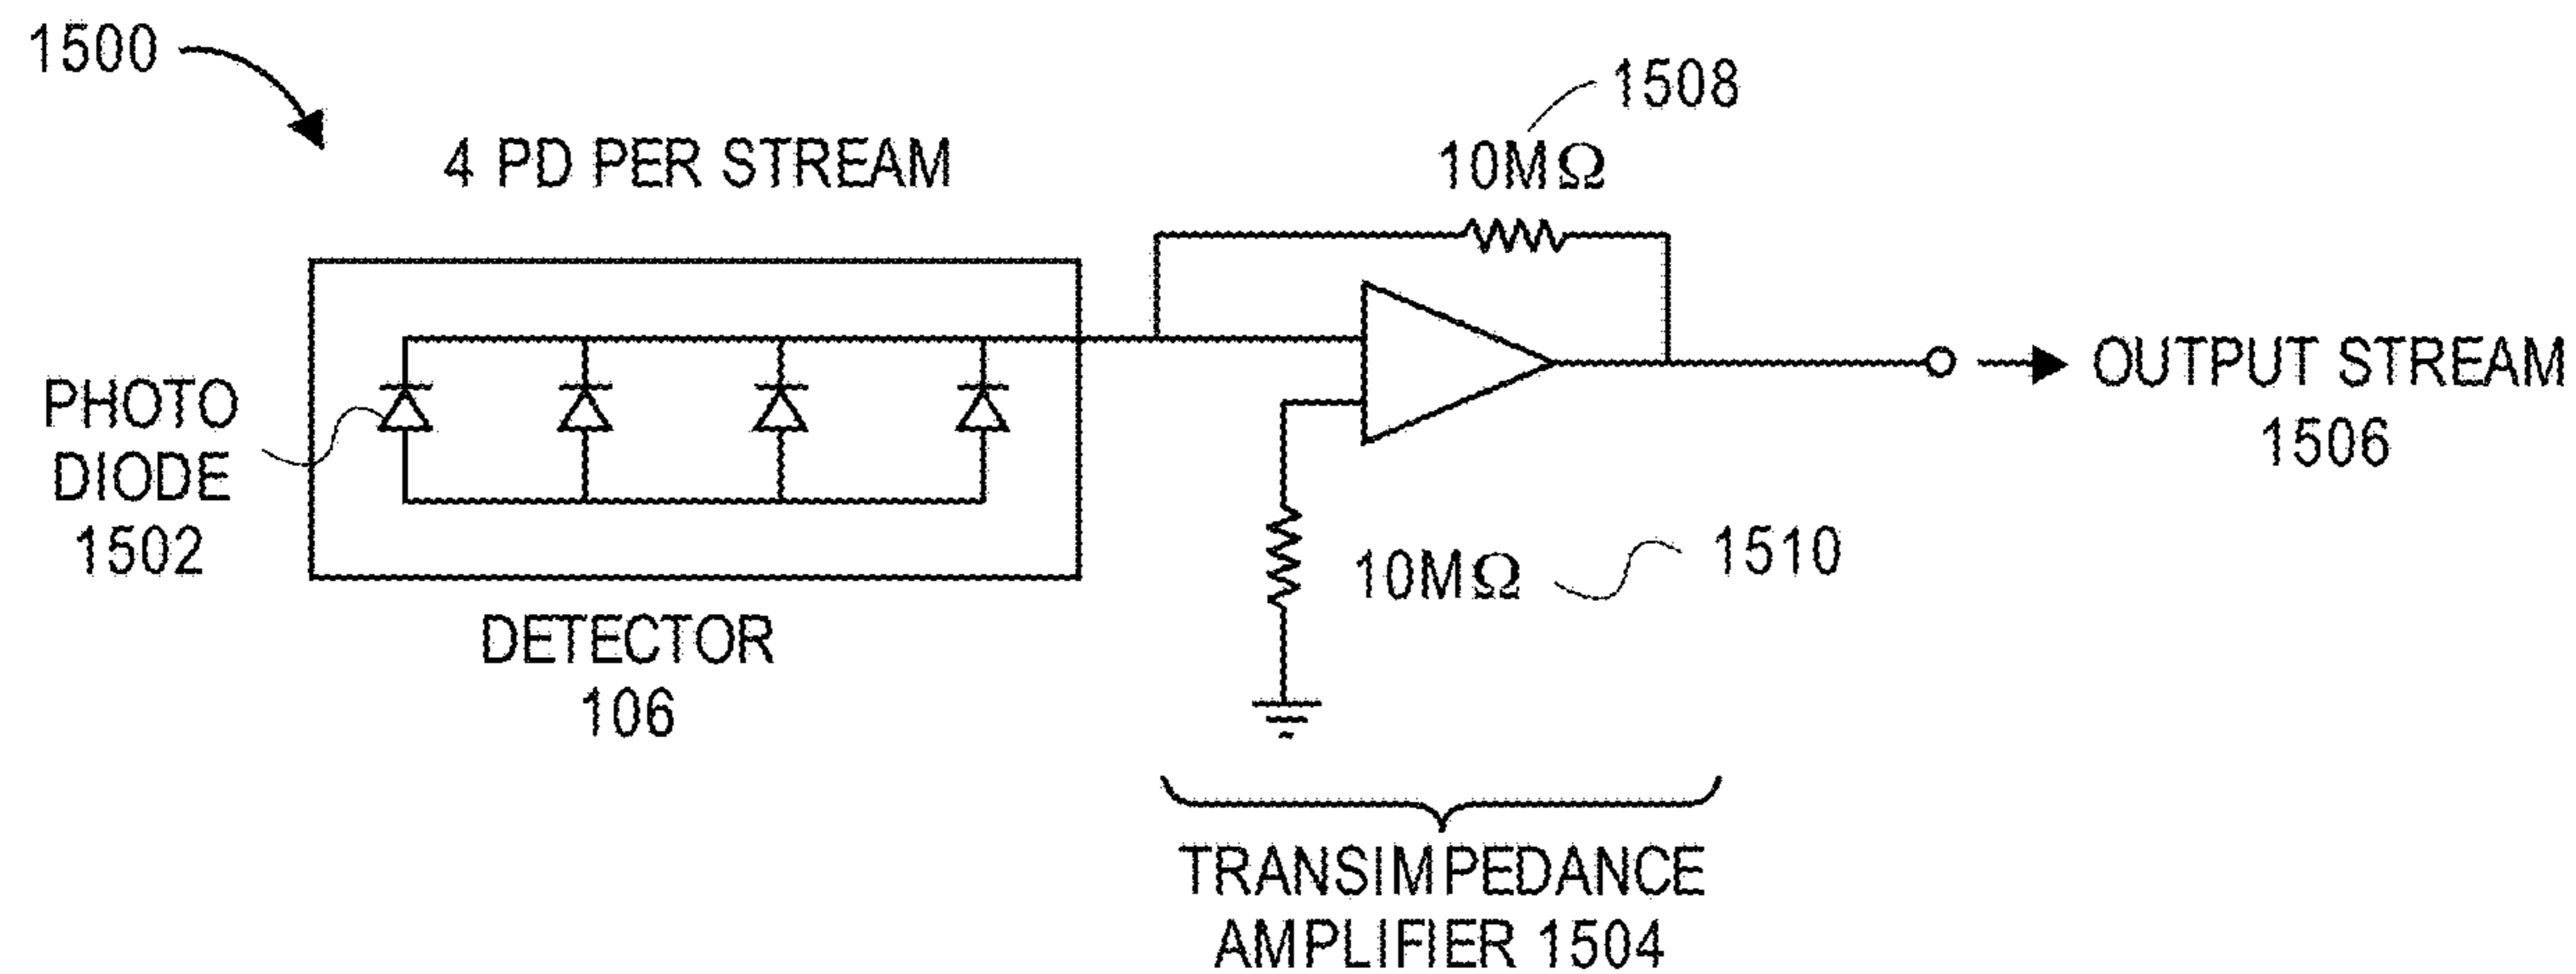 1500
1508
4 PD PER STREAM
10MΩ
PHOTO
DIODE
1502
OUTPUT STREAM
1506
10MΩ
1510
DETECTOR
106
TRANSIMPEDANCE
AMPLIFIER 1504